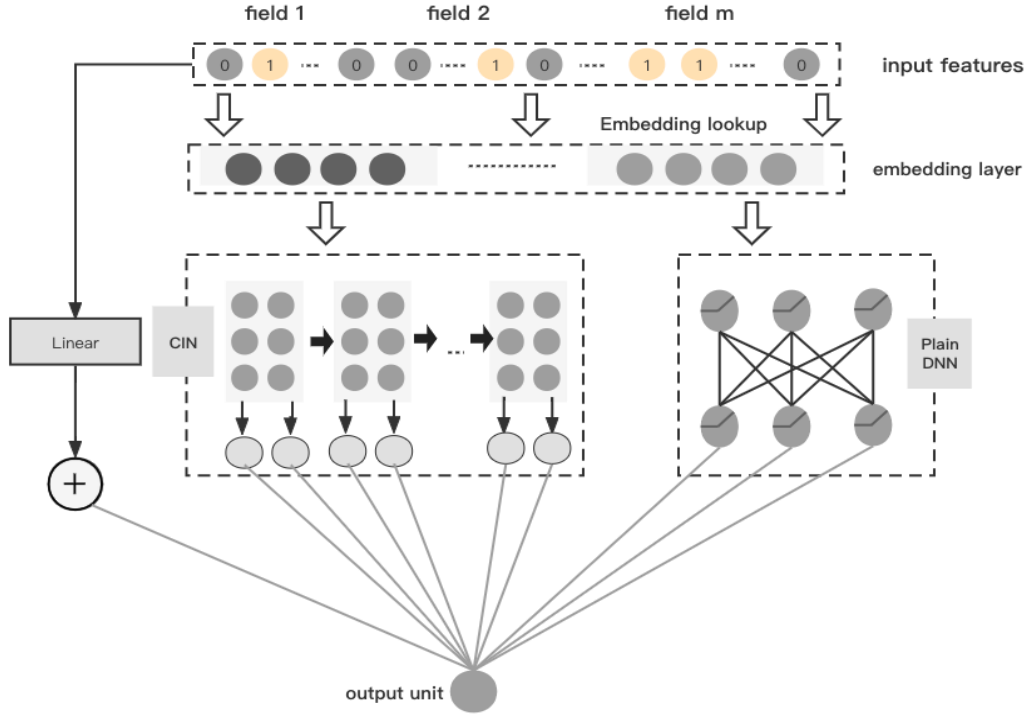 field 1 field 2 field m
0 1 0 0 1 0 1 1 0 input features
Embedding lookup
embedding layer
Linear
CIN
Plain
DNN
+
output unit